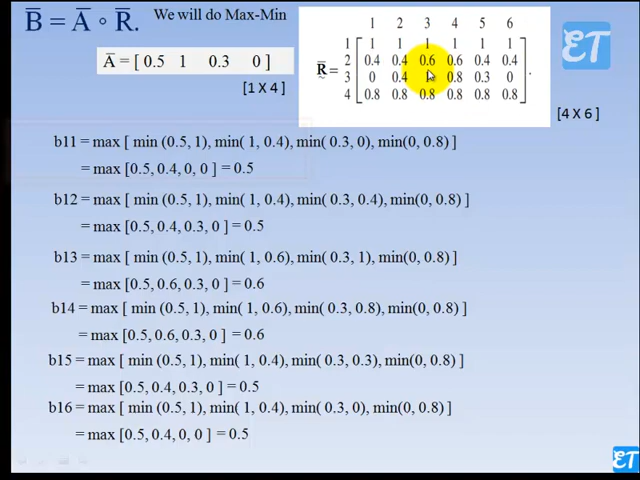 B̅ = A̅ ∘ R̅.
We will do Max-Min
A̅ = [ 0.5 1 0.3 0 ]
[1 X 4]
1 2 3 4 5 6
1 1 1 1 1 1 1
2 0.4 0.4 0.6 0.6 0.4 0.4
R̅ =
3 0 0.4 1 0.8 0.3 0
4 0.8 0.8 0.8 0.8 0.8 0.8
[4 X 6]
ET
b11 = max [ min (0.5, 1), min( 1, 0.4), min( 0.3, 0), min(0, 0.8) ]
= max [0.5, 0.4, 0, 0 ] = 0.5
b12 = max [ min (0.5, 1), min( 1, 0.4), min( 0.3, 0.4), min(0, 0.8) ]
= max [0.5, 0.4, 0.3, 0 ] = 0.5
b13 = max [ min (0.5, 1), min( 1, 0.6), min( 0.3, 1), min(0, 0.8) ]
= max [0.5, 0.6, 0.3, 0 ] = 0.6
b14 = max [ min (0.5, 1), min( 1, 0.6), min( 0.3, 0.8), min(0, 0.8) ]
= max [0.5, 0.6, 0.3, 0 ] = 0.6
b15 = max [ min (0.5, 1), min( 1, 0.4), min( 0.3, 0.3), min(0, 0.8) ]
= max [0.5, 0.4, 0.3, 0 ] = 0.5
b16 = max [ min (0.5, 1), min( 1, 0.4), min( 0.3, 0), min(0, 0.8) ]
= max [0.5, 0.4, 0, 0 ] = 0.5
ET